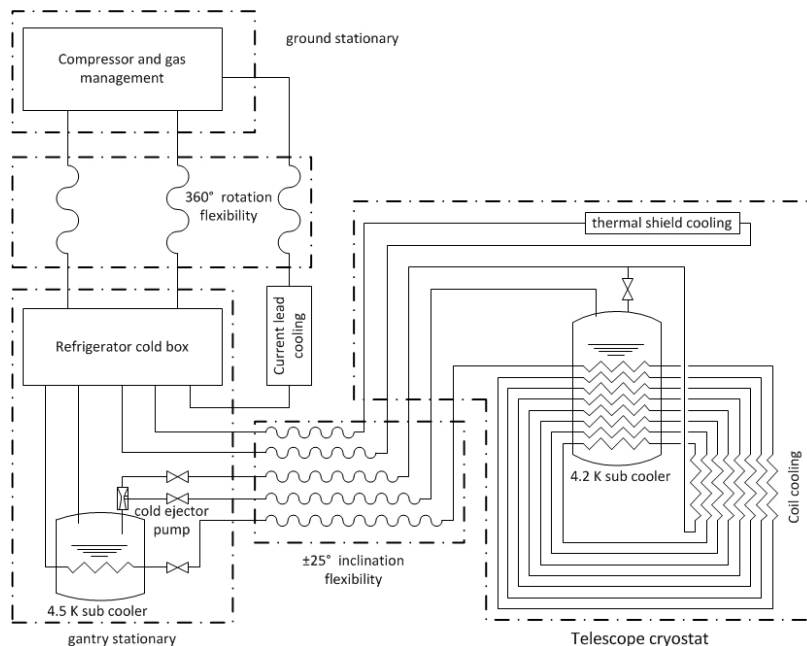 ground stationary
Compressor and gas
management
360° rotation
flexibility
thermal shield cooling
Refrigerator cold box
Current lead
cooling
4.2 K sub cooler
Coil cooling
cold ejector
pump
±25° inclination
flexibility
4.5 K sub cooler
gantry stationary
Telescope cryostat